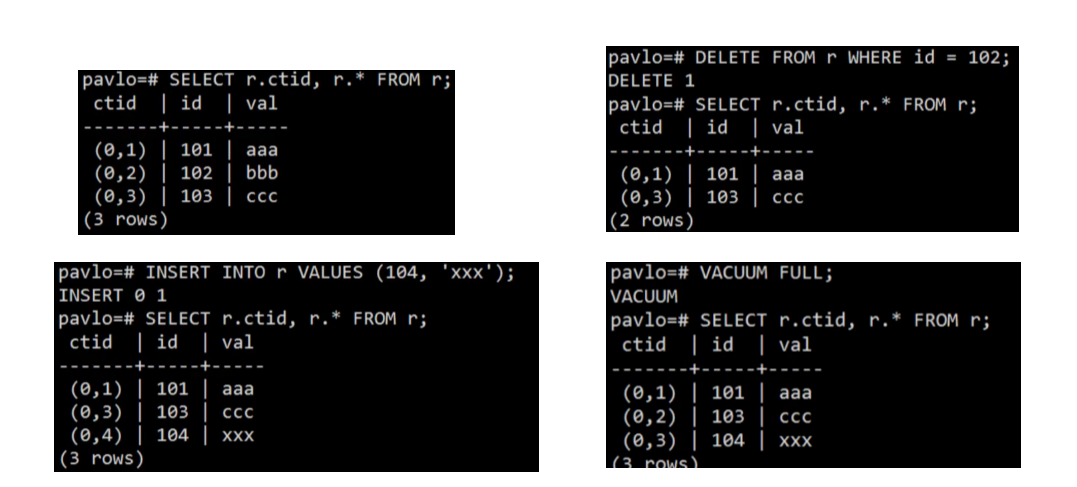 pavlo=# SELECT r.ctid, r.* FROM r;
 ctid  | id  | val
-------+-----+-----
 (0,1) | 101 | aaa
 (0,2) | 102 | bbb
 (0,3) | 103 | ccc
(3 rows)
pavlo=# DELETE FROM r WHERE id = 102;
DELETE 1
pavlo=# SELECT r.ctid, r.* FROM r;
 ctid  | id  | val
-------+-----+-----
 (0,1) | 101 | aaa
 (0,3) | 103 | ccc
(2 rows)
pavlo=# INSERT INTO r VALUES (104, 'xxx');
INSERT 0 1
pavlo=# SELECT r.ctid, r.* FROM r;
 ctid  | id  | val
-------+-----+-----
 (0,1) | 101 | aaa
 (0,3) | 103 | ccc
 (0,4) | 104 | xxx
(3 rows)
pavlo=# VACUUM FULL;
VACUUM
pavlo=# SELECT r.ctid, r.* FROM r;
 ctid  | id  | val
-------+-----+-----
 (0,1) | 101 | aaa
 (0,2) | 103 | ccc
 (0,3) | 104 | xxx
(3 rows)